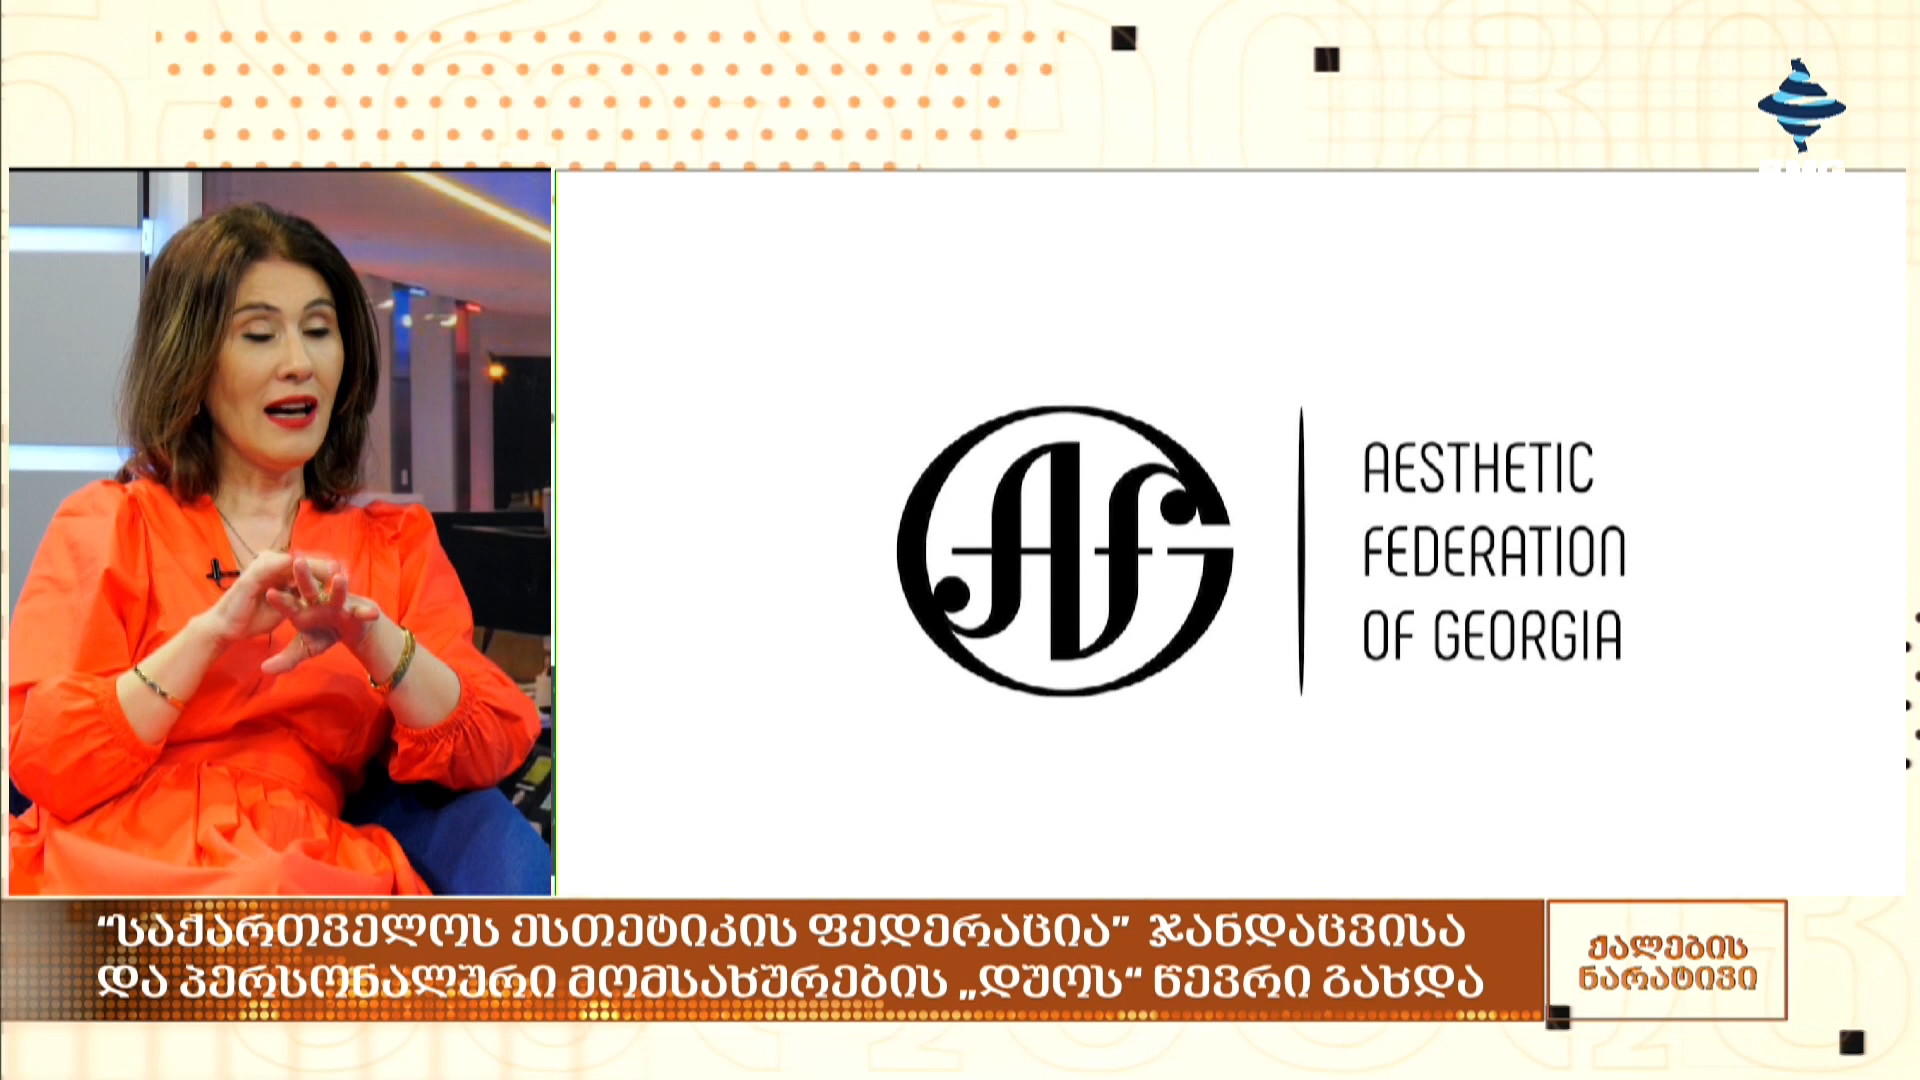 AESTHETIC
FEDERATION
OF GEORGIA
“საქართველოს ესთეტიკის ფედერაცია” ჯანდაცვისა
და პერსონალური მომსახურების „დუოს“ წევრი გახდა
ქალების
ნარატივი